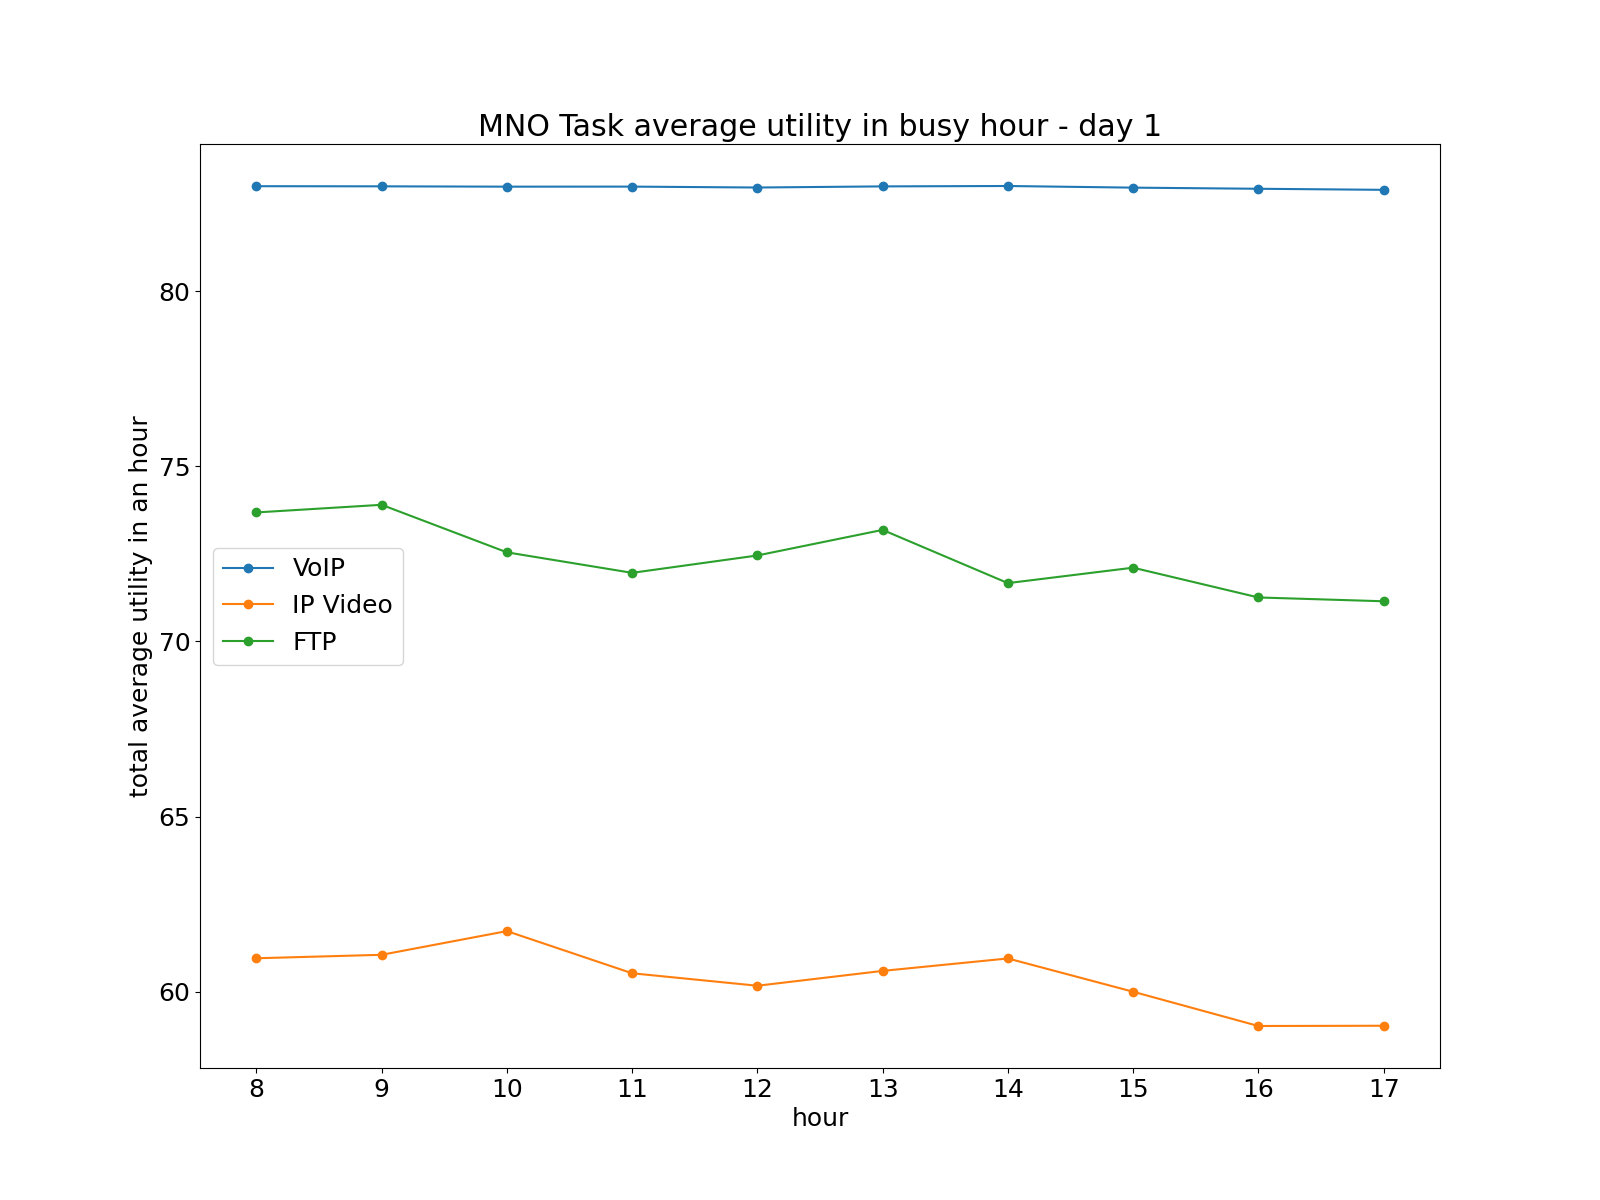 MNO Task average utility in busy hour - day 1
total average utility in an hour
80
75
70
65
60
VoIP
IP Video
FTP
8 9 10 11 12 13 14 15 16 17
hour